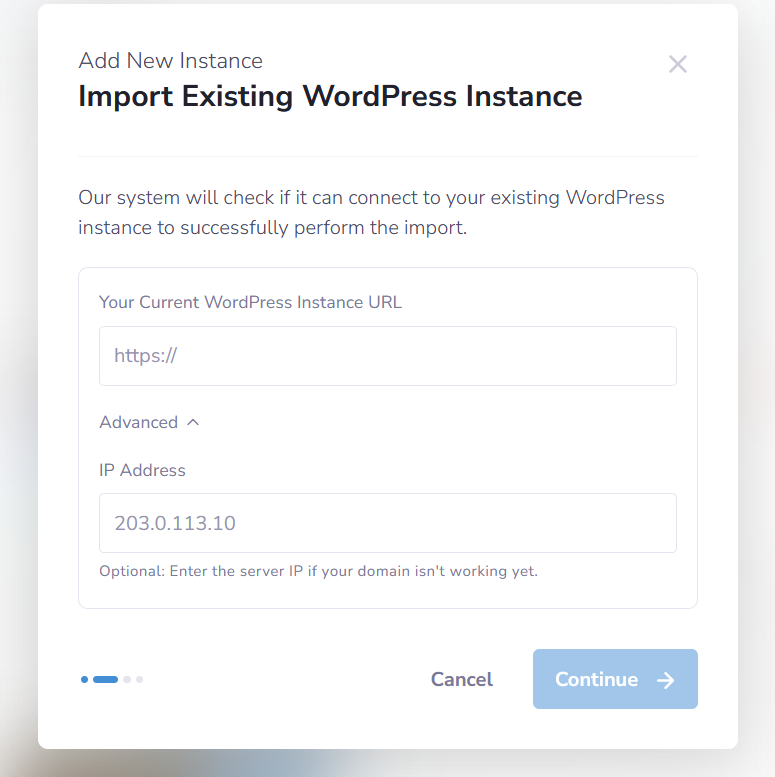 Add New Instance
Import Existing WordPress Instance
Our system will check if it can connect to your existing WordPress
instance to successfully perform the import.
Your Current WordPress Instance URL
https://
Advanced
IP Address
203.0.113.10
Optional: Enter the server IP if your domain isn't working yet.
Cancel
Continue